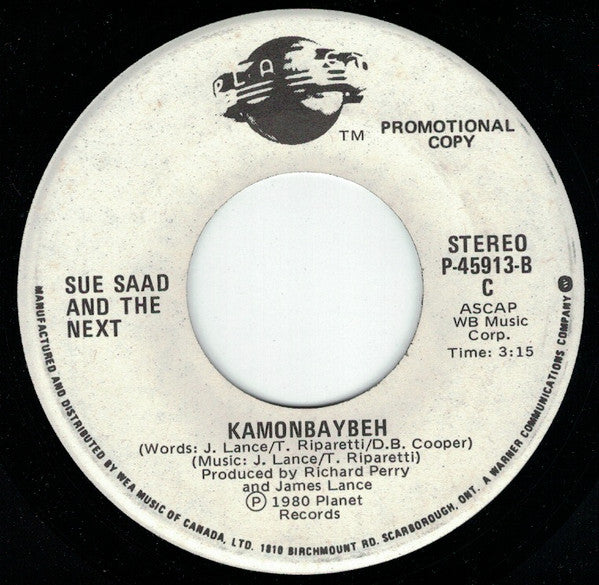 PLANET
TM
PROMOTIONAL
COPY
SUE SAAD
AND THE
NEXT
STEREO
P-45913-B
C
ASCAP
WB Music
Corp.
Time: 3:15
KAMONBAYBEH
(Words: J. Lance/T. Riparetti/D.B. Cooper)
(Music: J. Lance/T. Riparetti)
Produced by Richard Perry
and James Lance
Ⓟ 1980 Planet
Records
MANUFACTURED AND DISTRIBUTED BY WEA MUSIC OF CANADA, LTD. 1810 BIRCHMOUNT RD. SCARBOROUGH, ONT. A WARNER COMMUNICATIONS COMPANY